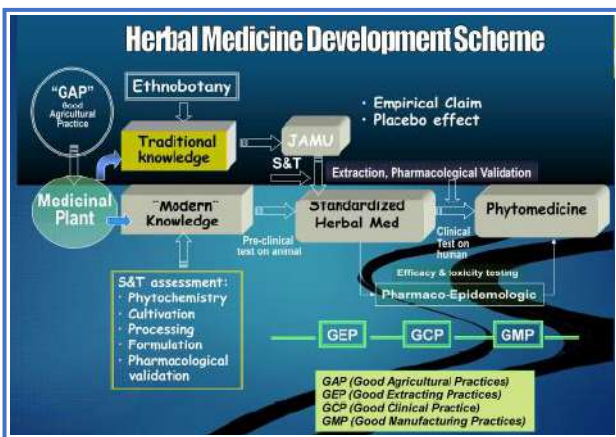 Herbal Medicine Development Scheme
"GAP"
Good
Agricultural
Practice
Ethnobotany
Traditional
knowledge
JAMU
• Empirical Claim
• Placebo effect
S&T
Extraction, Pharmacological Validation
Medicinal
Plant
"Modern"
Knowledge
Pre-clinical
test on animal
Standardized
Herbal Med
Clinical
Test on
human
Phytomedicine
Efficacy & toxicity testing
Pharmaco-Epidemologic
S&T assessment:
• Phytochemistry
• Cultivation
• Processing
• Formulation
• Pharmacological
validation
GEP
GCP
GMP
GAP (Good Agricultural Practices)
GEP (Good Extracting Practices)
GCP (Good Clinical Practice)
GMP (Good Manufacturing Practices)